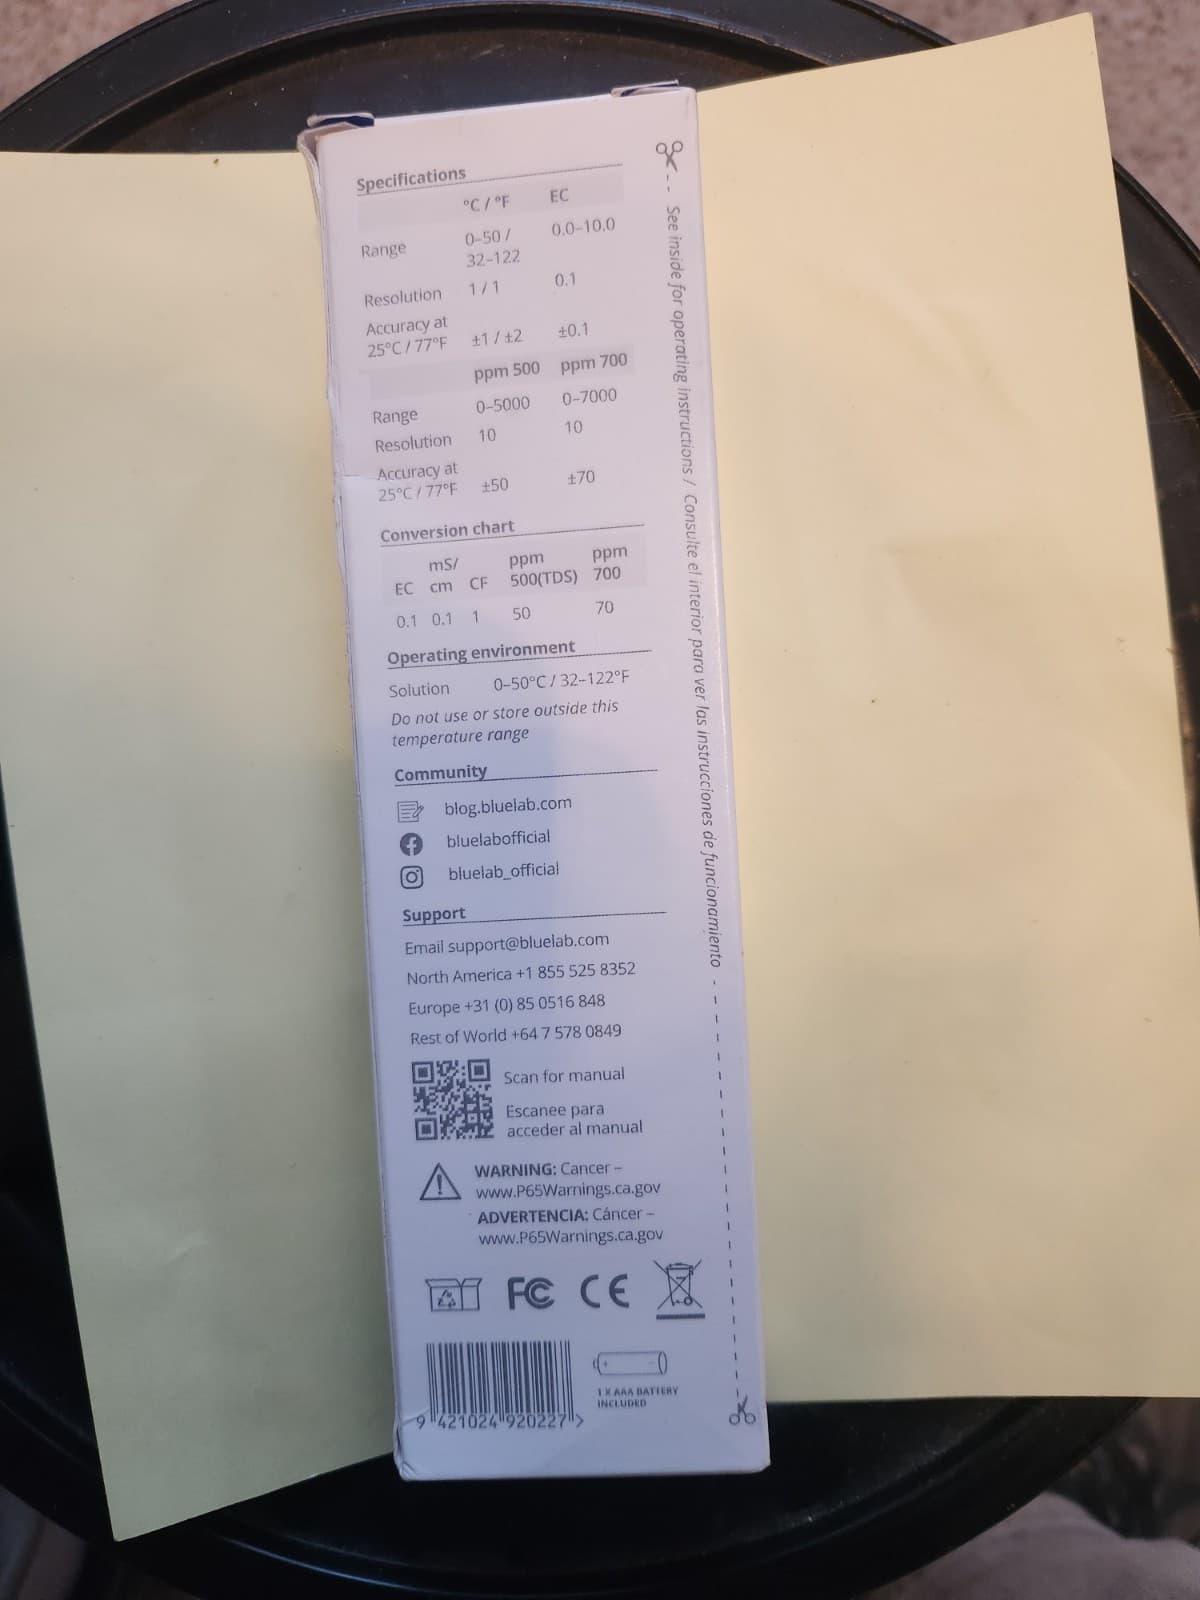 Specifications
°C / °F EC
Range 0–50 / 0.0–10.0
32–122
Resolution 1 / 1 0.1
Accuracy at
25°C / 77°F ±1 / ±2 ±0.1
ppm 500 ppm 700
Range 0–5000 0–7000
Resolution 10 10
Accuracy at
25°C / 77°F ±50 ±70
Conversion chart
mS/ ppm ppm
EC cm CF 500(TDS) 700
0.1 0.1 1 50 70
Operating environment
Solution 0–50°C / 32–122°F
Do not use or store outside this
temperature range
Community
blog.bluelab.com
bluelabofficial
bluelab_official
Support
Email support@bluelab.com
North America +1 855 525 8352
Europe +31 (0) 85 0516 848
Rest of World +64 7 578 0849
Scan for manual
Escanee para
acceder al manual
WARNING: Cancer –
www.P65Warnings.ca.gov
ADVERTENCIA: Cáncer –
www.P65Warnings.ca.gov
FC CE
1 X AAA BATTERY
INCLUDED
9 421024 920227 >
See inside for operating instructions / Consulte el interior para ver las instrucciones de funcionamiento